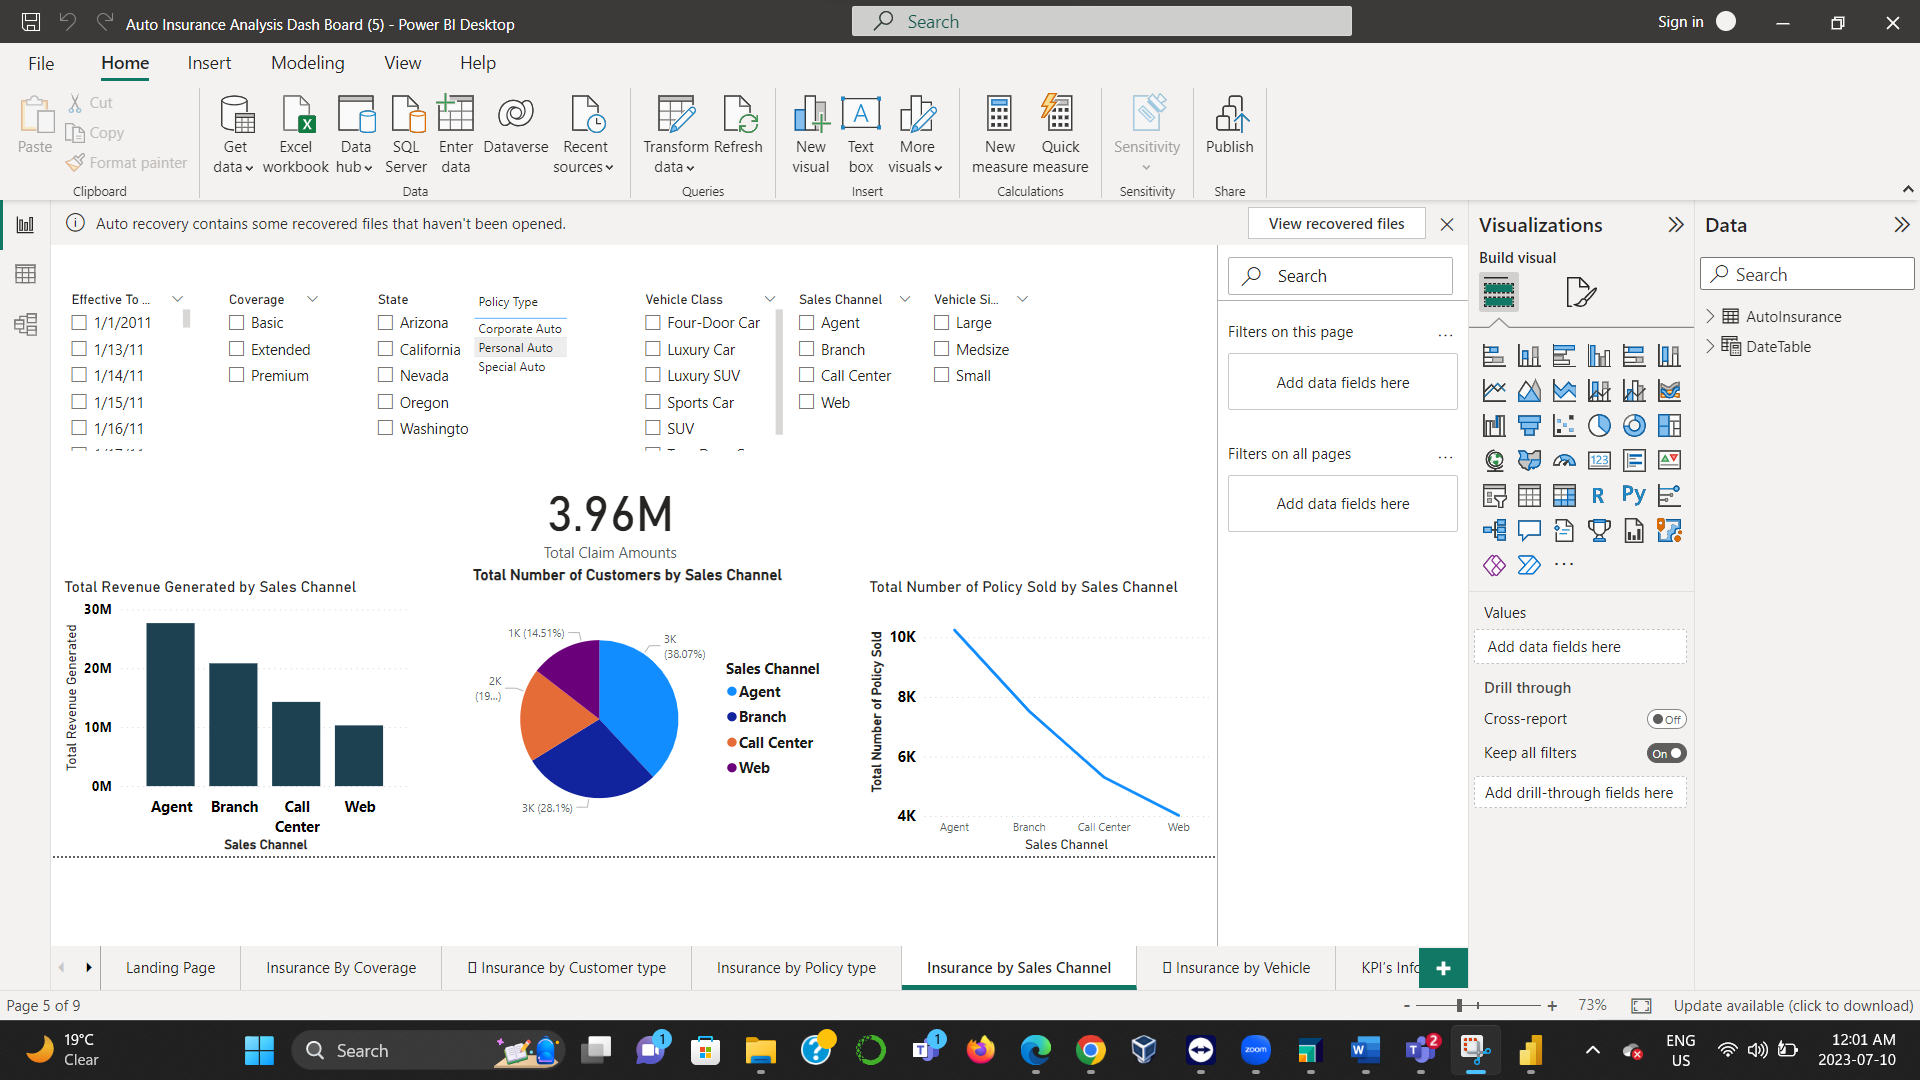 Auto Insurance Analysis Dash Board (5) - Power BI Desktop
Search
Sign in
File
Home
Insert
Modeling
View
Help
Paste
Cut
Copy
Format painter
Clipboard
Get data
Excel workbook
Data hub
SQL Server
Enter data
Dataverse
Recent sources
Data
Transform data
Refresh
Queries
New visual
Text box
More visuals
Insert
New measure
Quick measure
Calculations
Sensitivity
Sensitivity
Publish
Share
Auto recovery contains some recovered files that haven't been opened.
View recovered files
Effective To ...
1/1/2011
1/13/11
1/14/11
1/15/11
1/16/11
Coverage
Basic
Extended
Premium
State
Arizona
California
Nevada
Oregon
Washingto
Policy Type
Corporate Auto
Personal Auto
Special Auto
Vehicle Class
Four-Door Car
Luxury Car
Luxury SUV
Sports Car
SUV
Sales Channel
Agent
Branch
Call Center
Web
Vehicle Si...
Large
Medsize
Small
3.96M
Total Claim Amounts
Total Revenue Generated by Sales Channel
Total Revenue Generated
30M
20M
10M
0M
Agent
Branch
Call Center
Web
Sales Channel
Total Number of Customers by Sales Channel
1K (14.51%)
3K (38.07%)
2K (19...)
3K (28.1%)
Sales Channel
Agent
Branch
Call Center
Web
Total Number of Policy Sold by Sales Channel
Total Number of Policy Sold
10K
8K
6K
4K
Agent
Branch
Call Center
Web
Sales Channel
Search
Filters on this page
...
Add data fields here
Filters on all pages
...
Add data fields here
Visualizations
Build visual
123
R
Py
...
Values
Add data fields here
Drill through
Cross-report
Off
Keep all filters
On
Add drill-through fields here
Data
Search
AutoInsurance
DateTable
Landing Page
Insurance By Coverage
Insurance by Customer type
Insurance by Policy type
Insurance by Sales Channel
Insurance by Vehicle
KPI's Info
+
Page 5 of 9
- +
73%
Update available (click to download)
19°C
Clear
Search
1
1
zoom
2
ENG
US
12:01 AM
2023-07-10